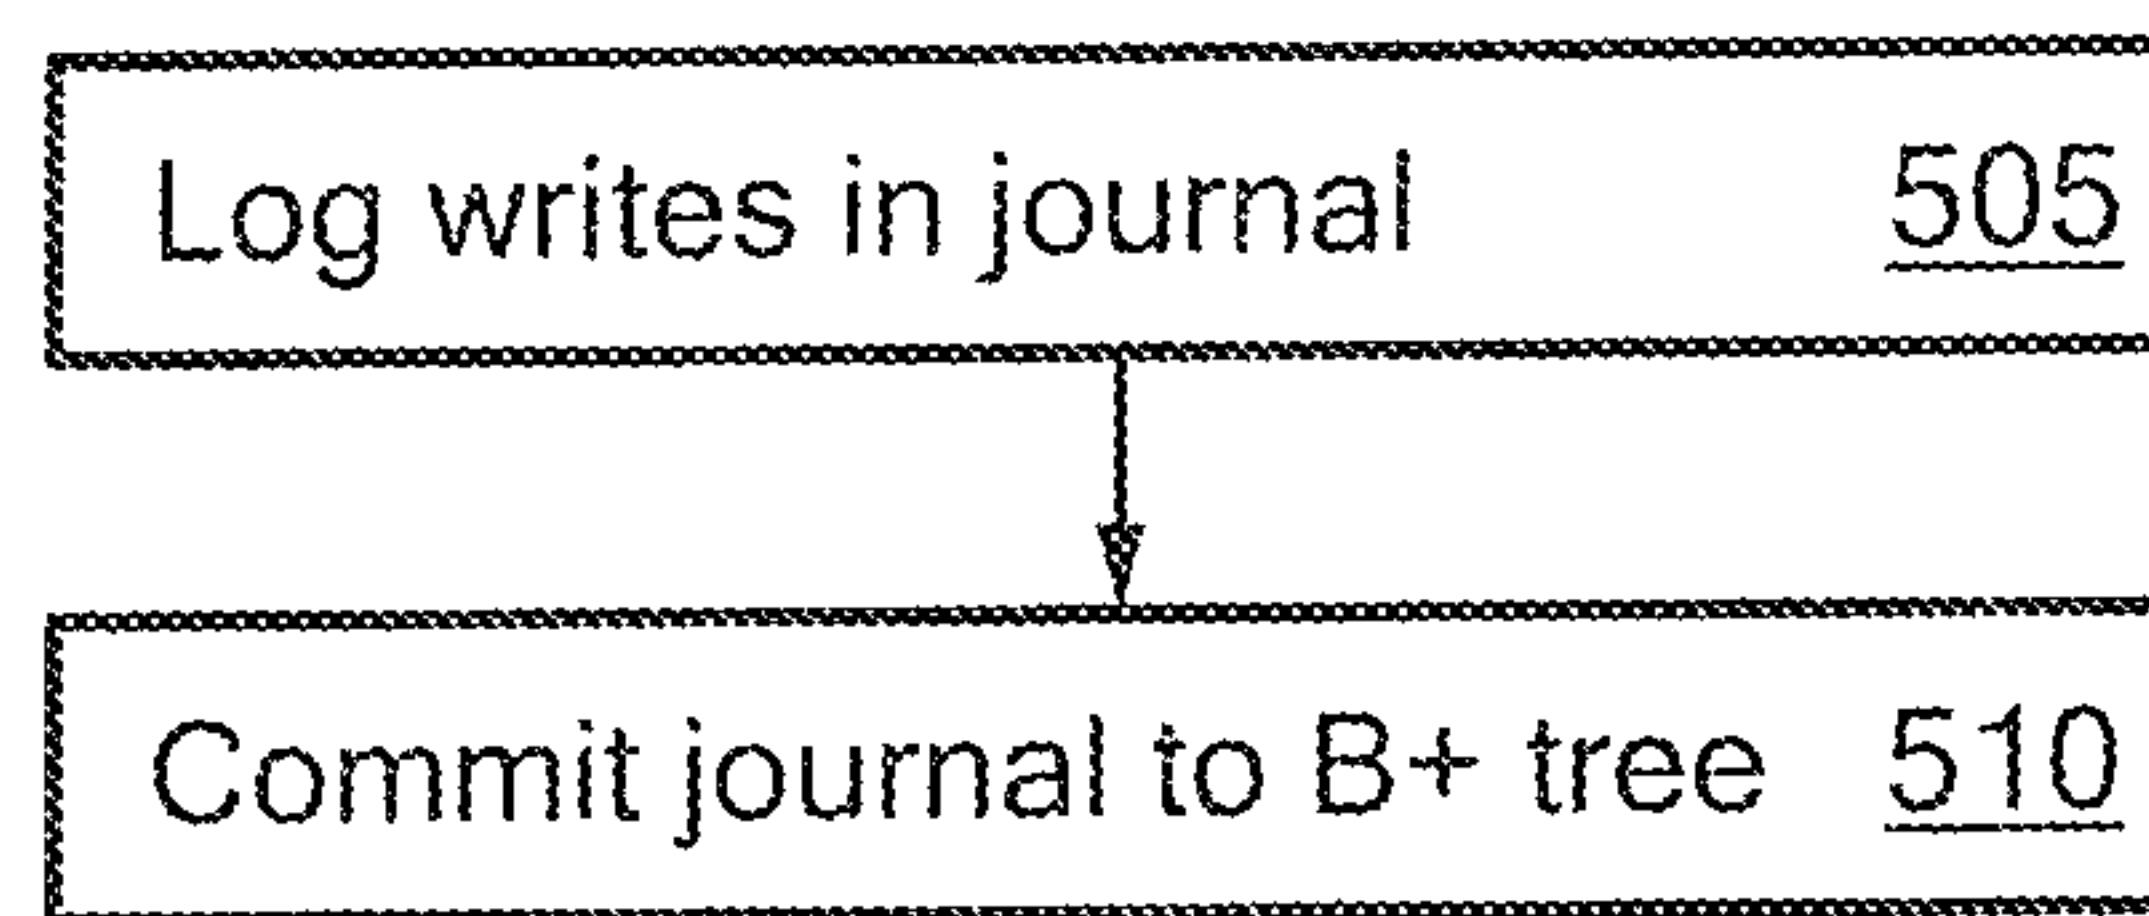 Log writes in journal 505
Commit journal to B+ tree 510